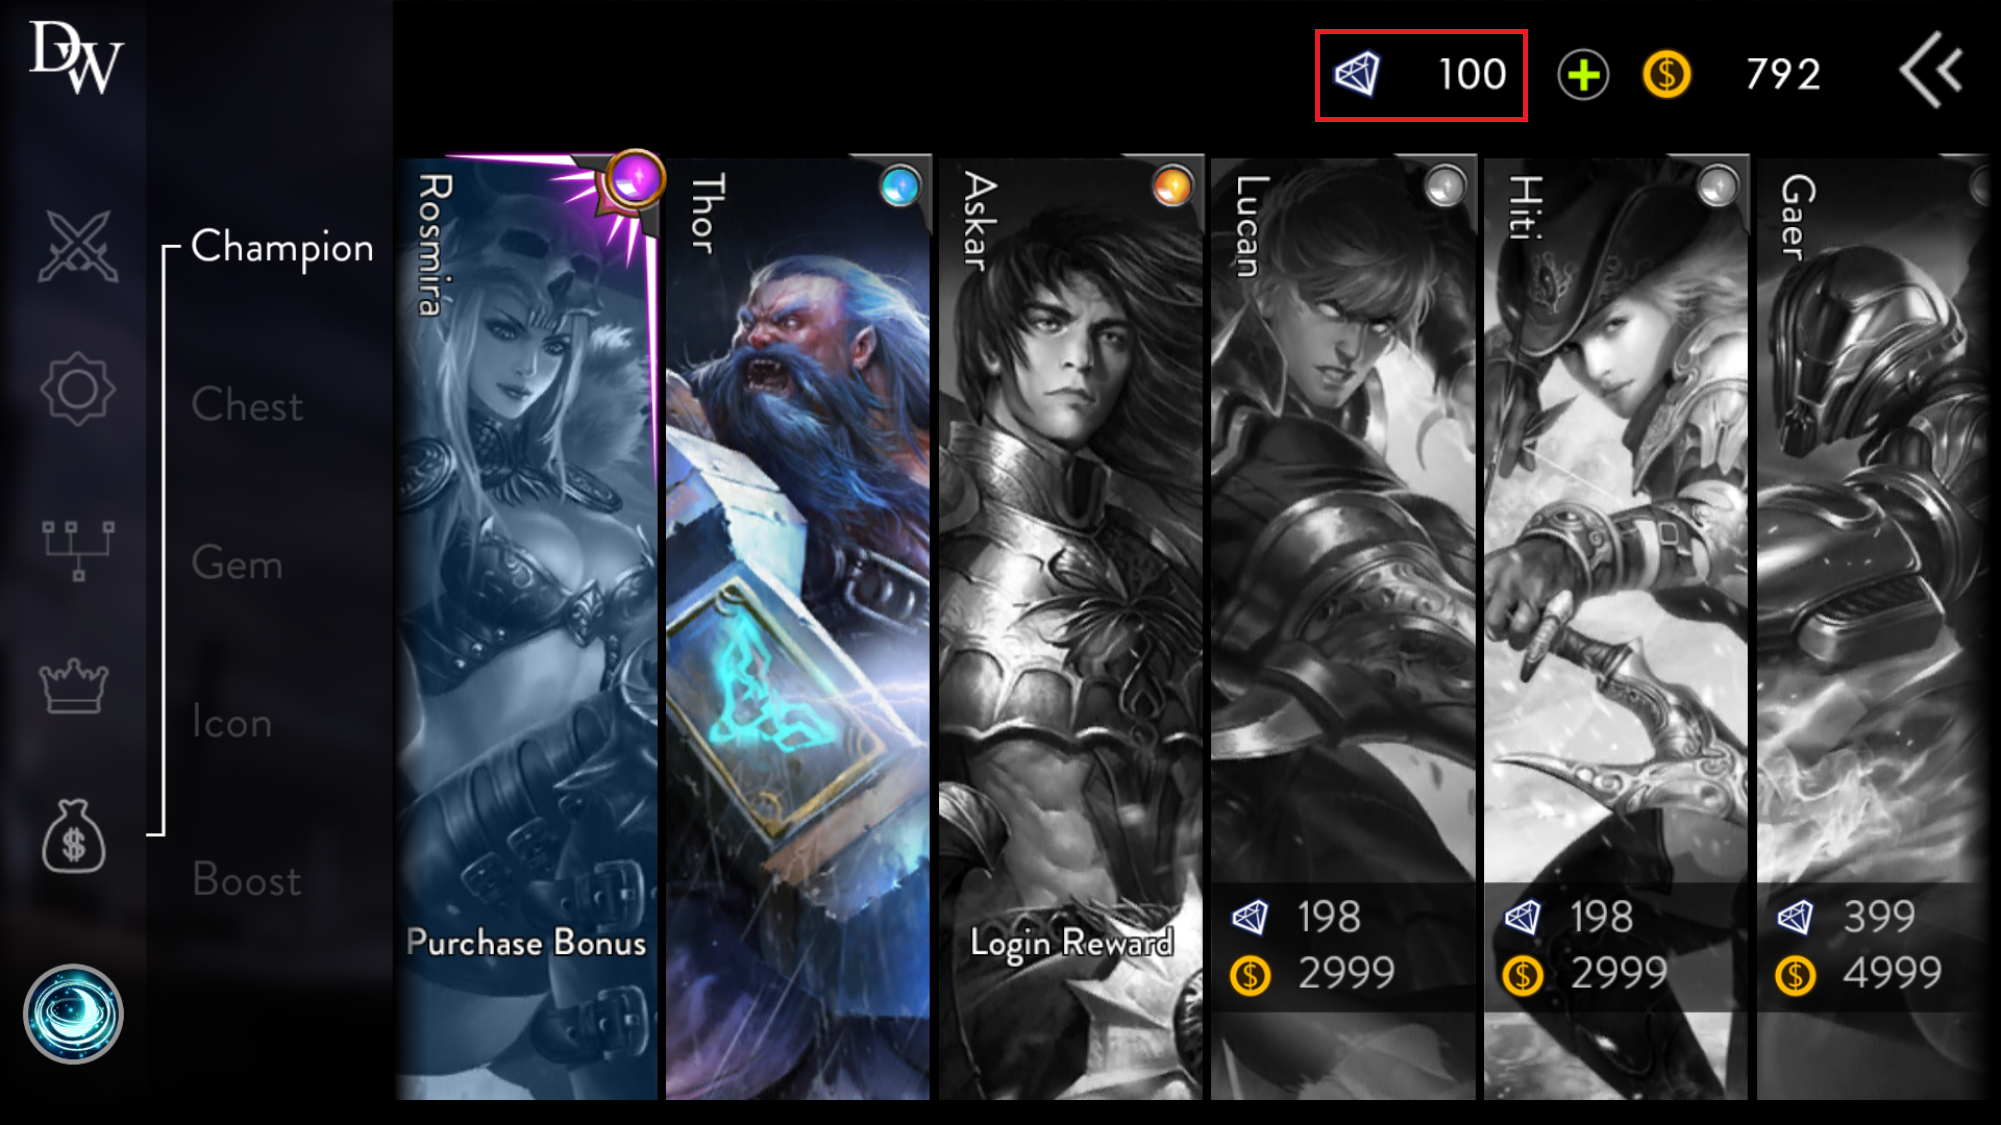 DW
100
792
Champion
Chest
Gem
Icon
Boost
Rosmira
Purchase Bonus
Thor
Askar
Login Reward
Lucan
198
2999
Hiti
198
2999
Gaer
399
4999